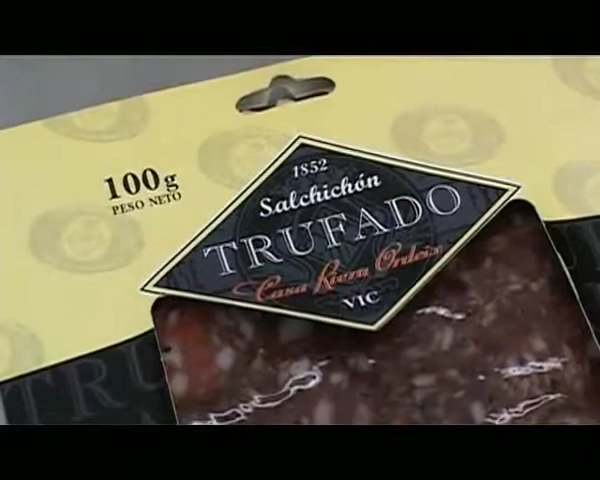 100g
PESO NETO
1852
Salchichón
TRUFADO
Casa Riera Ordeix
VIC